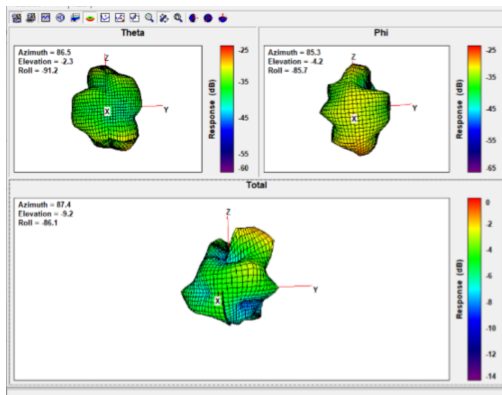 Theta
Azimuth = 86.5
Elevation = -2.3
Roll = -91.2
Z
Y
X
-25
-35
-45
-55
-60
Response (dB)
Phi
Azimuth = 85.3
Elevation = -4.2
Roll = -85.7
Z
Y
X
-25
-35
-45
-55
-65
Response (dB)
Total
Azimuth = 87.4
Elevation = -9.2
Roll = -86.1
Z
Y
X
0
-2
-4
-6
-8
-10
-12
-14
Response (dB)